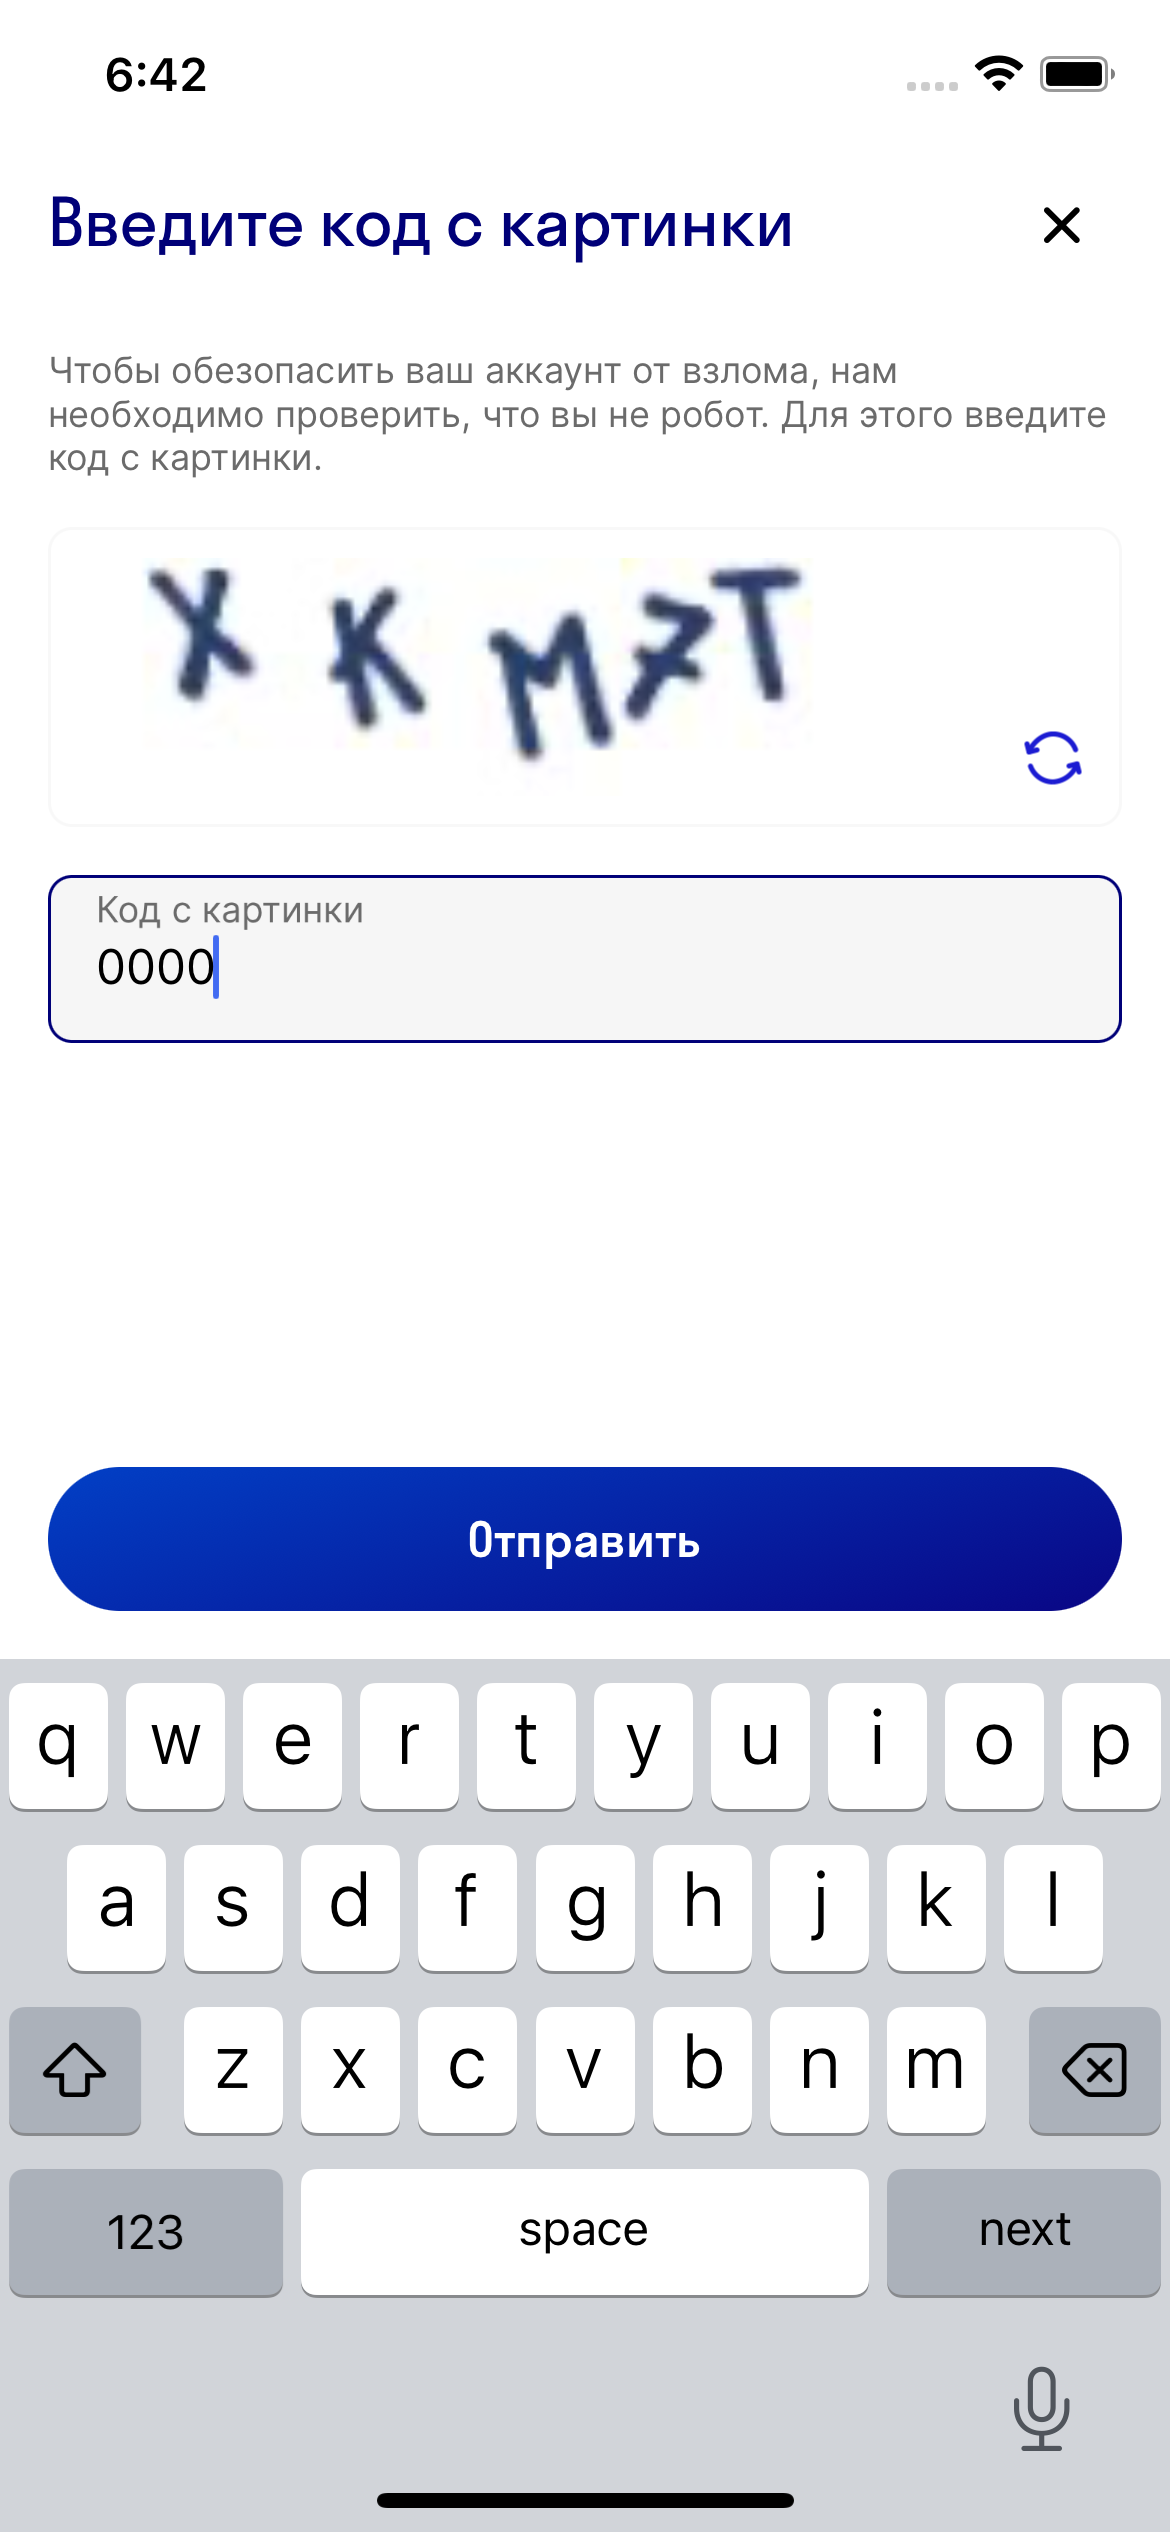 6:42
Введите код с картинки
Чтобы обезопасить ваш аккаунт от взлома, нам
необходимо проверить, что вы не робот. Для этого введите
код с картинки.
X K M 7 T
Код с картинки
0000
Отправить
q w e r t y u i o p
a s d f g h j k l
z x c v b n m
123 space next